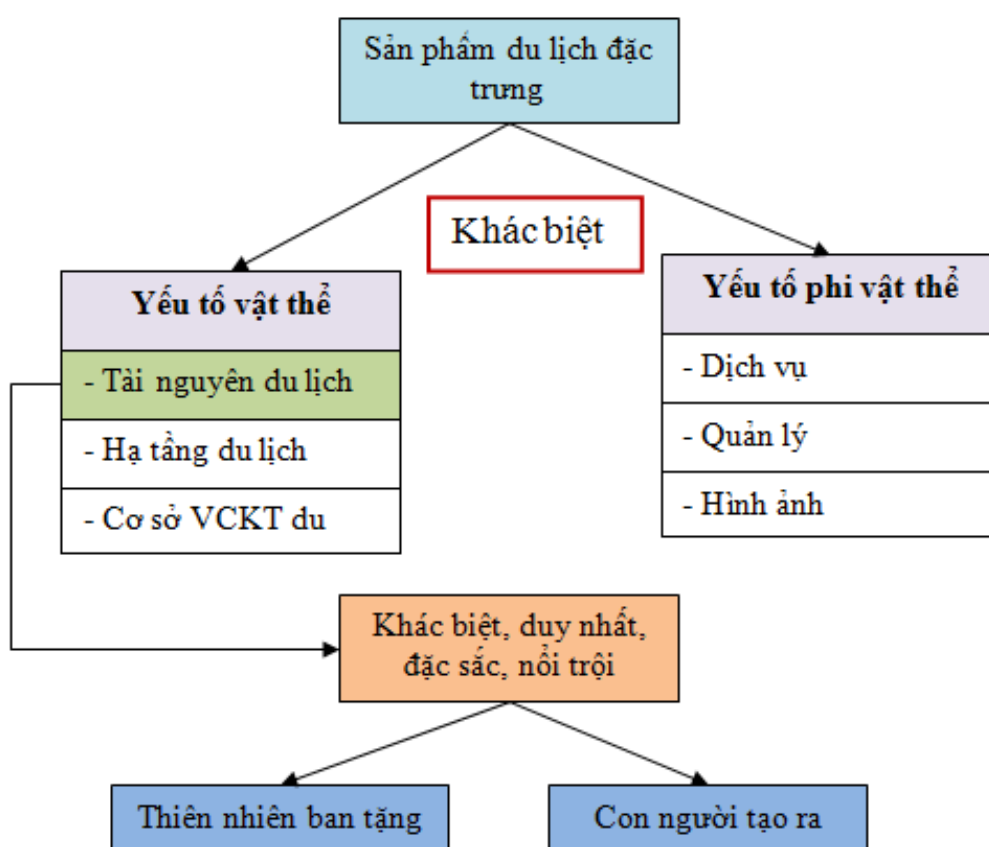 Sản phẩm du lịch đặc
trưng
Khác biệt
Yếu tố vật thể
- Tài nguyên du lịch
- Hạ tầng du lịch
- Cơ sở VCKT du
Yếu tố phi vật thể
- Dịch vụ
- Quản lý
- Hình ảnh
Khác biệt, duy nhất,
đặc sắc, nổi trội
Thiên nhiên ban tặng
Con người tạo ra